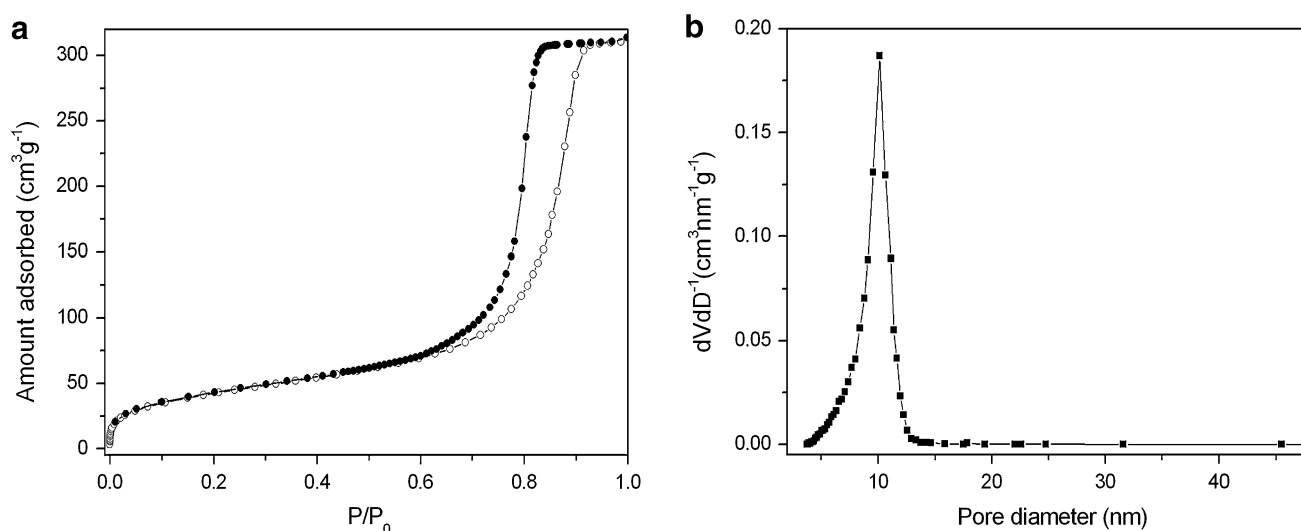 a
300
250
200
150
100
50
0
Amount adsorbed (cm³g⁻¹)
0.0 0.2 0.4 0.6 0.8 1.0
P/P₀
b
0.20
0.15
0.10
0.05
0.00
dVdD⁻¹(cm³nm⁻¹g⁻¹)
10 20 30 40
Pore diameter (nm)